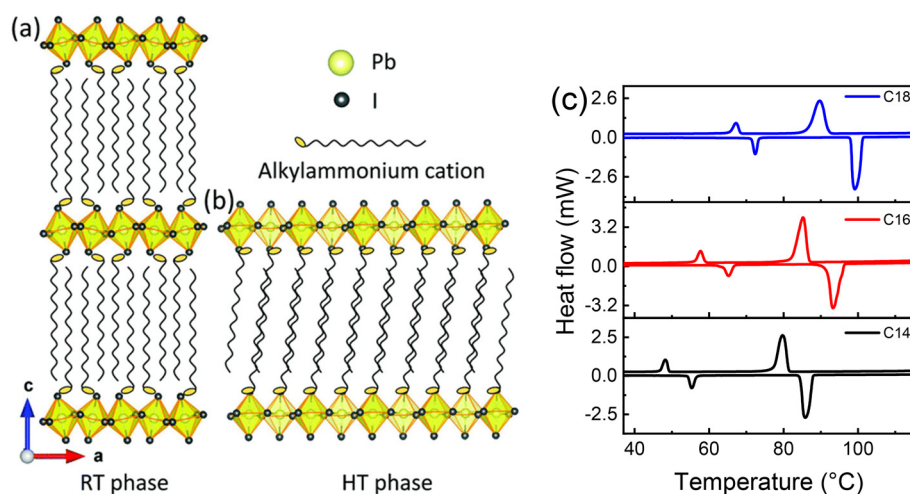 (a)
Pb
I
Alkylammonium cation
(b)
c
a
RT phase
HT phase
(c)
Heat flow (mW)
2.6
0.0
-2.6
C18
3.2
0.0
-3.2
C16
2.5
0.0
-2.5
C14
40 60 80 100
Temperature (°C)